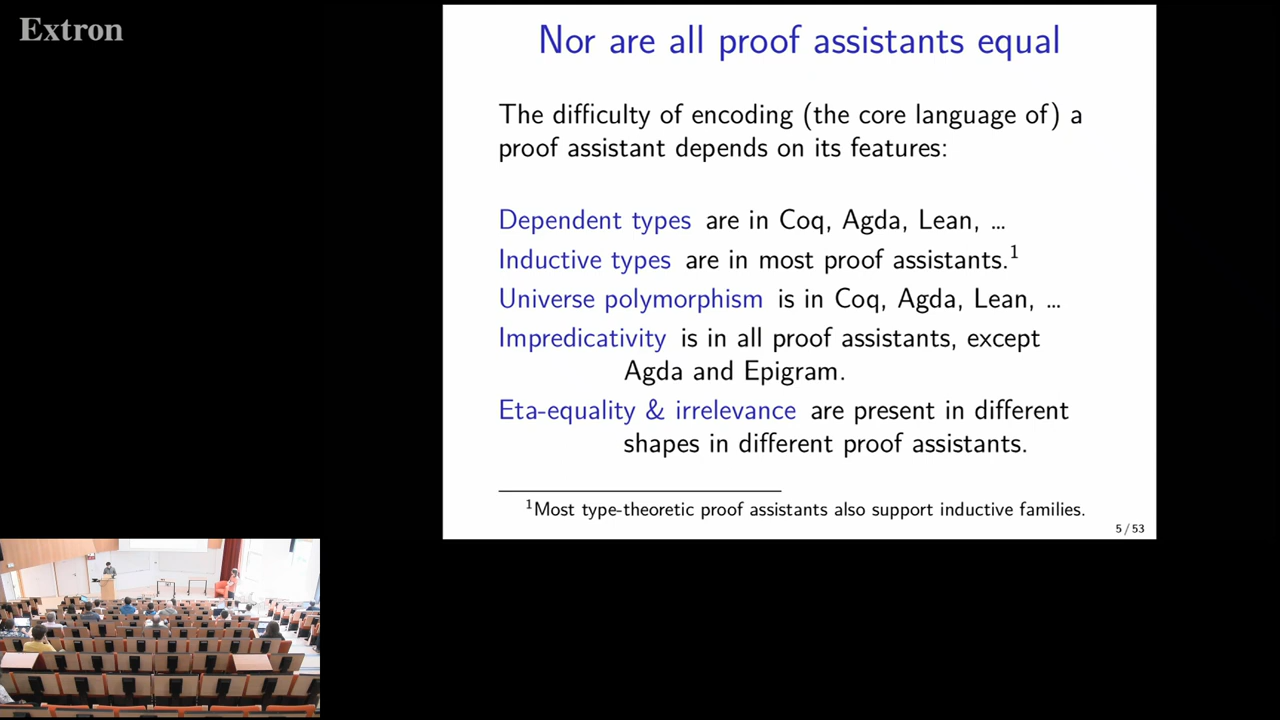 Extron
Nor are all proof assistants equal
The difficulty of encoding (the core language of) a
proof assistant depends on its features:
Dependent types are in Coq, Agda, Lean, …
Inductive types are in most proof assistants.¹
Universe polymorphism is in Coq, Agda, Lean, …
Impredicativity is in all proof assistants, except
Agda and Epigram.
Eta-equality & irrelevance are present in different
shapes in different proof assistants.
¹Most type-theoretic proof assistants also support inductive families.
5 / 53